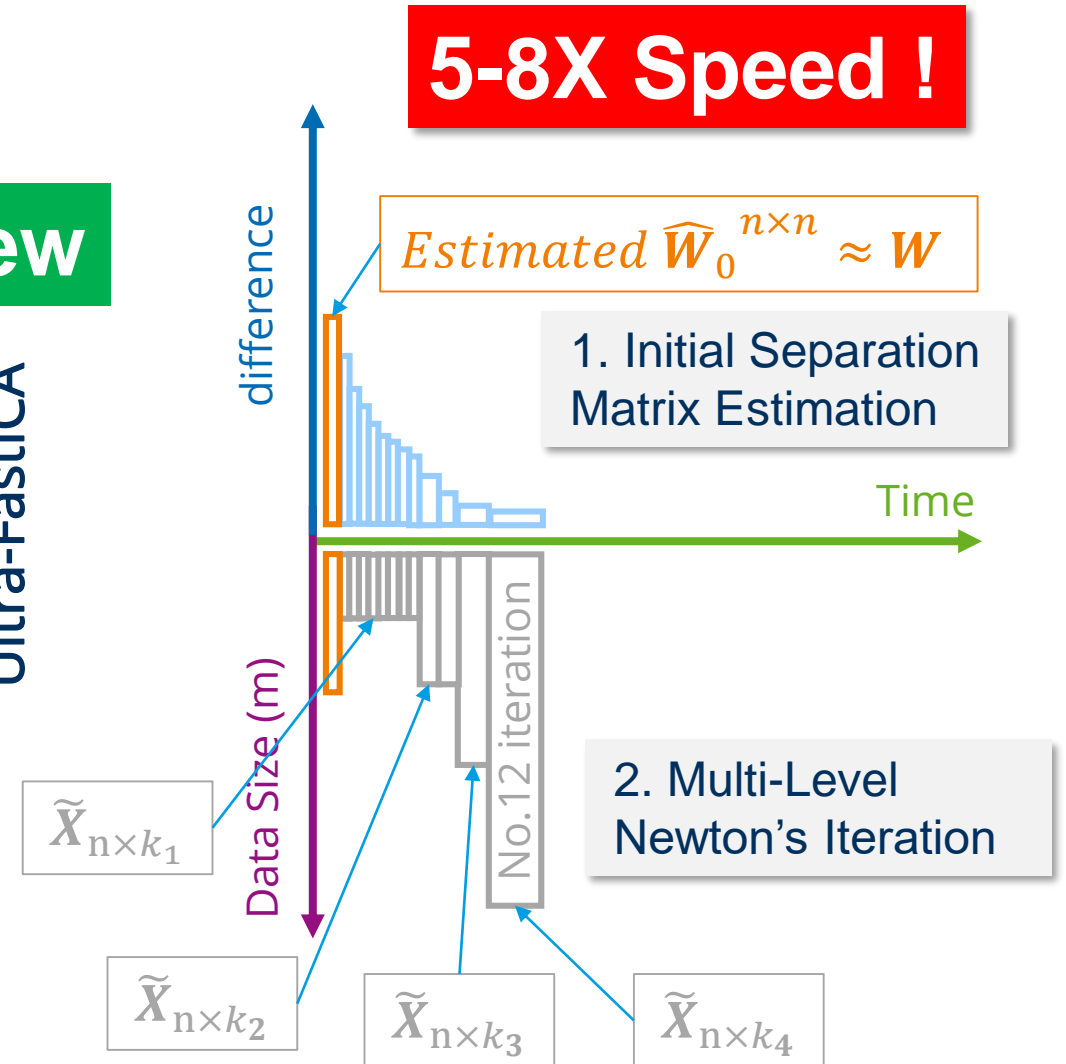 5-8X Speed !
ew
Ultra-FastICA
difference
Estimated Ŵ₀ⁿˣⁿ ≈ W
1. Initial Separation
Matrix Estimation
Time
Data Size (m)
No.12 iteration
2. Multi-Level
Newton’s Iteration
X̃ₙ×ₖ₁
X̃ₙ×ₖ₂
X̃ₙ×ₖ₃
X̃ₙ×ₖ₄